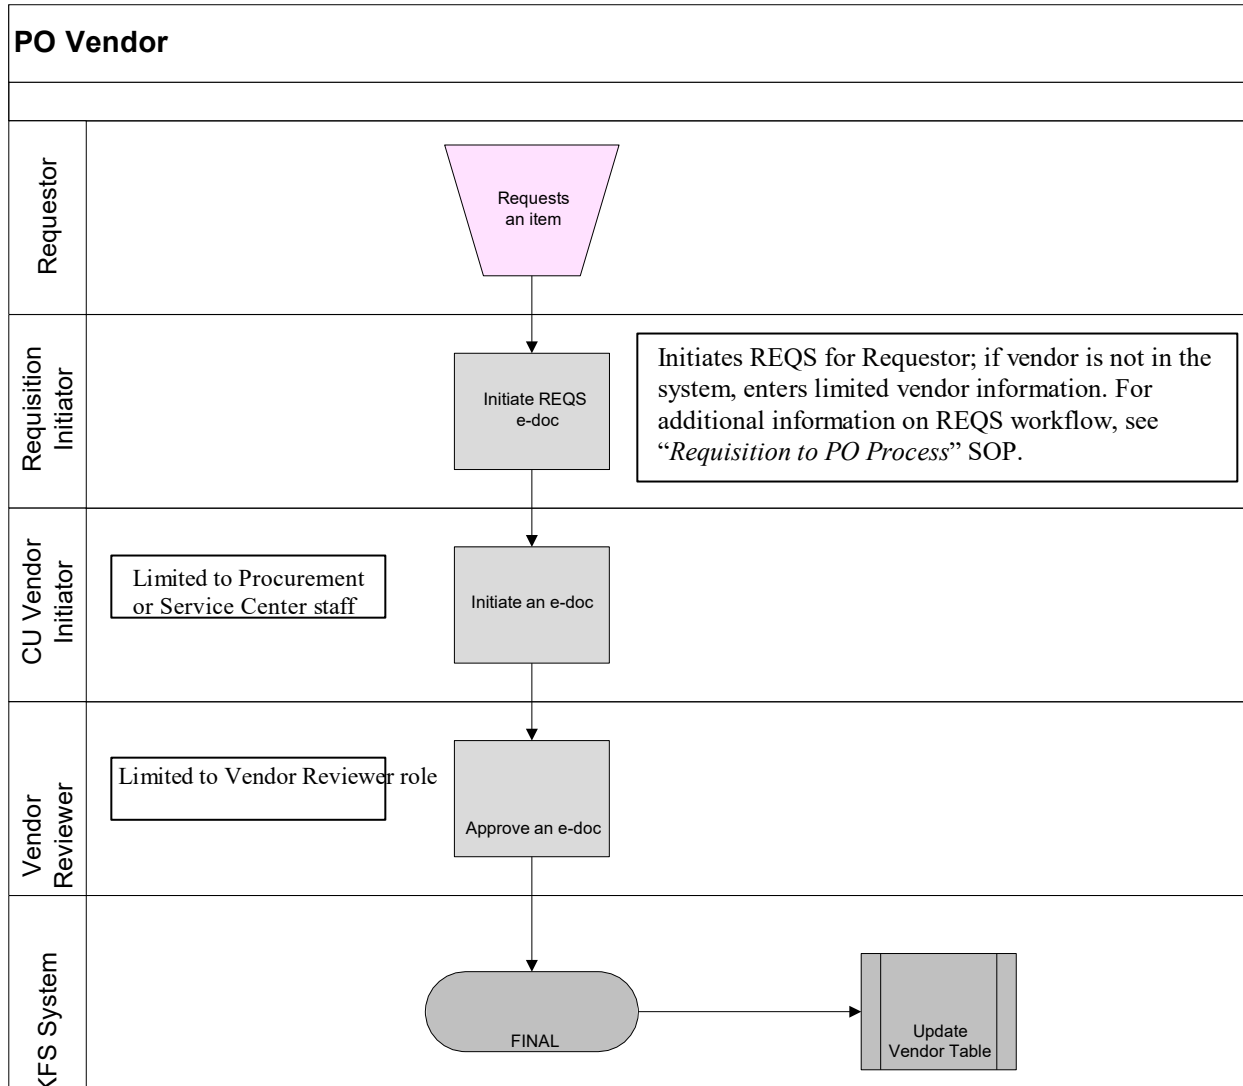 PO Vendor
Requestor
Requests
an item
Requisition
Initiator
Initiate REQS
e-doc
Initiates REQS for Requestor; if vendor is not in the
system, enters limited vendor information. For
additional information on REQS workflow, see
“Requisition to PO Process” SOP.
CU Vendor
Initiator
Limited to Procurement
or Service Center staff
Initiate an e-doc
Vendor
Reviewer
Limited to Vendor Reviewer role
Approve an e-doc
KFS System
FINAL
Update
Vendor Table